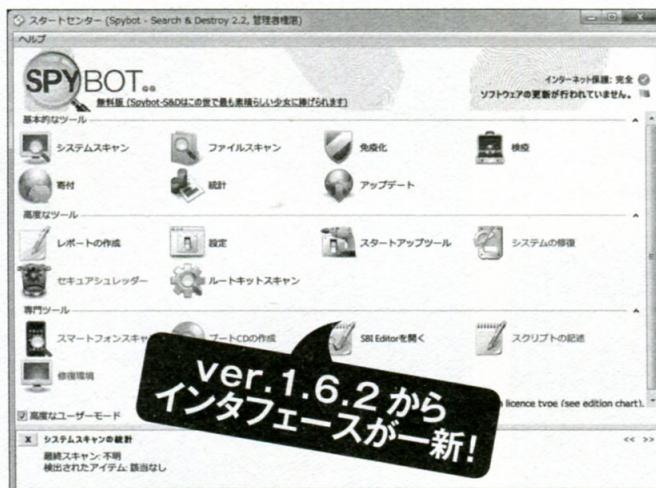 スタートセンター (Spybot - Search & Destroy 2.2, 管理者権限)
ヘルプ
SPYBOT
インターネット保護: 完全
無料版 (Spybot-S&Dはこの世で最も素晴らしい少女に捧げられます)
ソフトウェアの更新が行われていません。
基本的なツール
システムスキャン ファイルスキャン 免疫化 検疫
寄付 統計 アップデート
高度なツール
レポートの作成 設定 スタートアップツール システムの修復
セキュアシュレッダー ルートキットスキャン
専門ツール
スマートフォンスキャ ブートCDの作成 SBI Editorを開く スクリプトの記述
修復環境
licence type (see edition chart).
高度なユーザーモード
ver.1.6.2から
インタフェースが一新!
x システムスキャンの統計 << >>
最終スキャン: 不明
検出されたアイテム: 該当なし